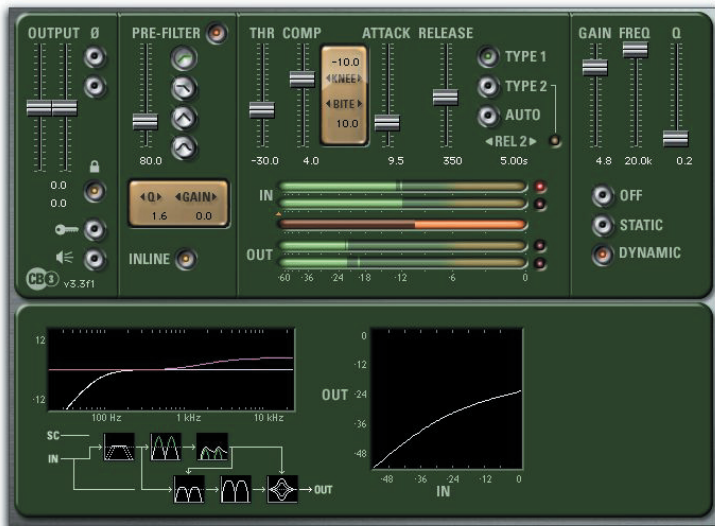 OUTPUT Ø
0.0
0.0
CB3 v3.3f1
PRE-FILTER
80.0
◂Q▸ ◂GAIN▸
1.6 0.0
INLINE
THR COMP ATTACK RELEASE
-10.0
◂KNEE▸
◂BITE▸
10.0
TYPE 1
TYPE 2
AUTO
◂REL 2▸
-30.0 4.0 9.5 350 5.00s
IN
OUT
-60 -36 -24 -18 -12 -6 0
GAIN FREQ Q
4.8 20.0k 0.2
OFF
STATIC
DYNAMIC
12
-12
100 Hz 1 kHz 10 kHz
SC
IN
OUT
0
-12
-24
OUT
-36
-48
-48 -36 -24 -12 0
IN